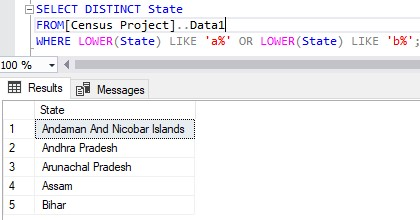 SELECT DISTINCT State
FROM[Census Project]..Data1
WHERE LOWER(State) LIKE 'a%' OR LOWER(State) LIKE 'b%';
100 %
Results Messages
State
1 Andaman And Nicobar Islands
2 Andhra Pradesh
3 Arunachal Pradesh
4 Assam
5 Bihar